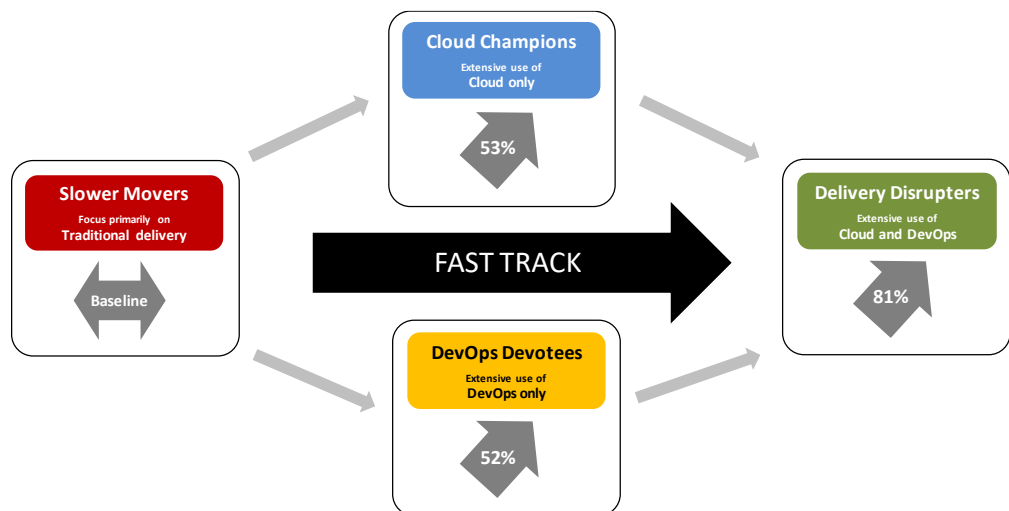 Cloud Champions
Extensive use of
Cloud only
53%
Slower Movers
Focus primarily on
Traditional delivery
Baseline
FAST TRACK
Delivery Disrupters
Extensive use of
Cloud and DevOps
81%
DevOps Devotees
Extensive use of
DevOps only
52%